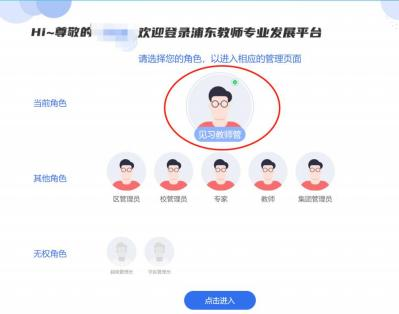 Hi~尊敬的 欢迎登录浦东教师专业发展平台
请选择您的角色，以进入相应的管理页面
当前角色
见习教师管
其他角色
区管理员 校管理员 专家 教师 集团管理员
无权角色
点击进入